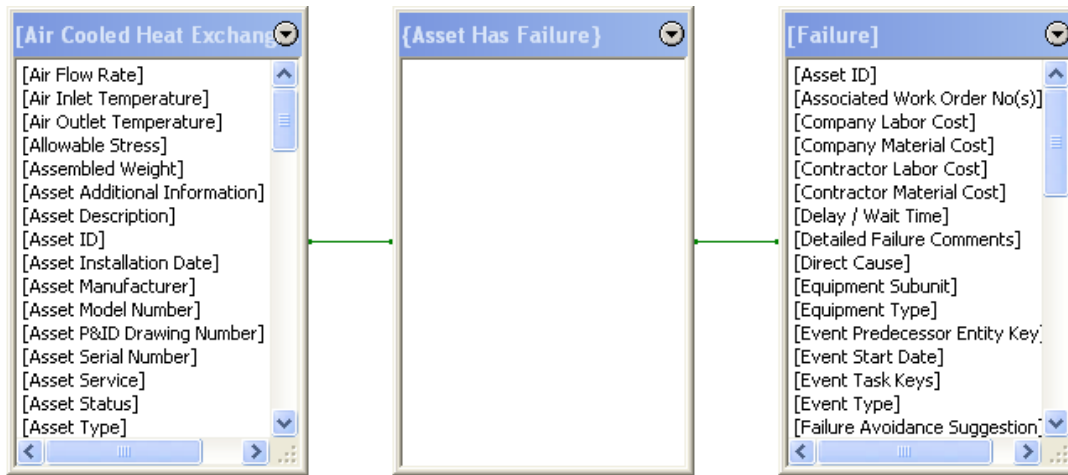 [Air Cooled Heat Exchang
[Air Flow Rate]
[Air Inlet Temperature]
[Air Outlet Temperature]
[Allowable Stress]
[Assembled Weight]
[Asset Additional Information]
[Asset Description]
[Asset ID]
[Asset Installation Date]
[Asset Manufacturer]
[Asset Model Number]
[Asset P&ID Drawing Number]
[Asset Serial Number]
[Asset Service]
[Asset Status]
[Asset Type]
{Asset Has Failure}
[Failure]
[Asset ID]
[Associated Work Order No(s)]
[Company Labor Cost]
[Company Material Cost]
[Contractor Labor Cost]
[Contractor Material Cost]
[Delay / Wait Time]
[Detailed Failure Comments]
[Direct Cause]
[Equipment Subunit]
[Equipment Type]
[Event Predecessor Entity Key]
[Event Start Date]
[Event Task Keys]
[Event Type]
[Failure Avoidance Suggestion]